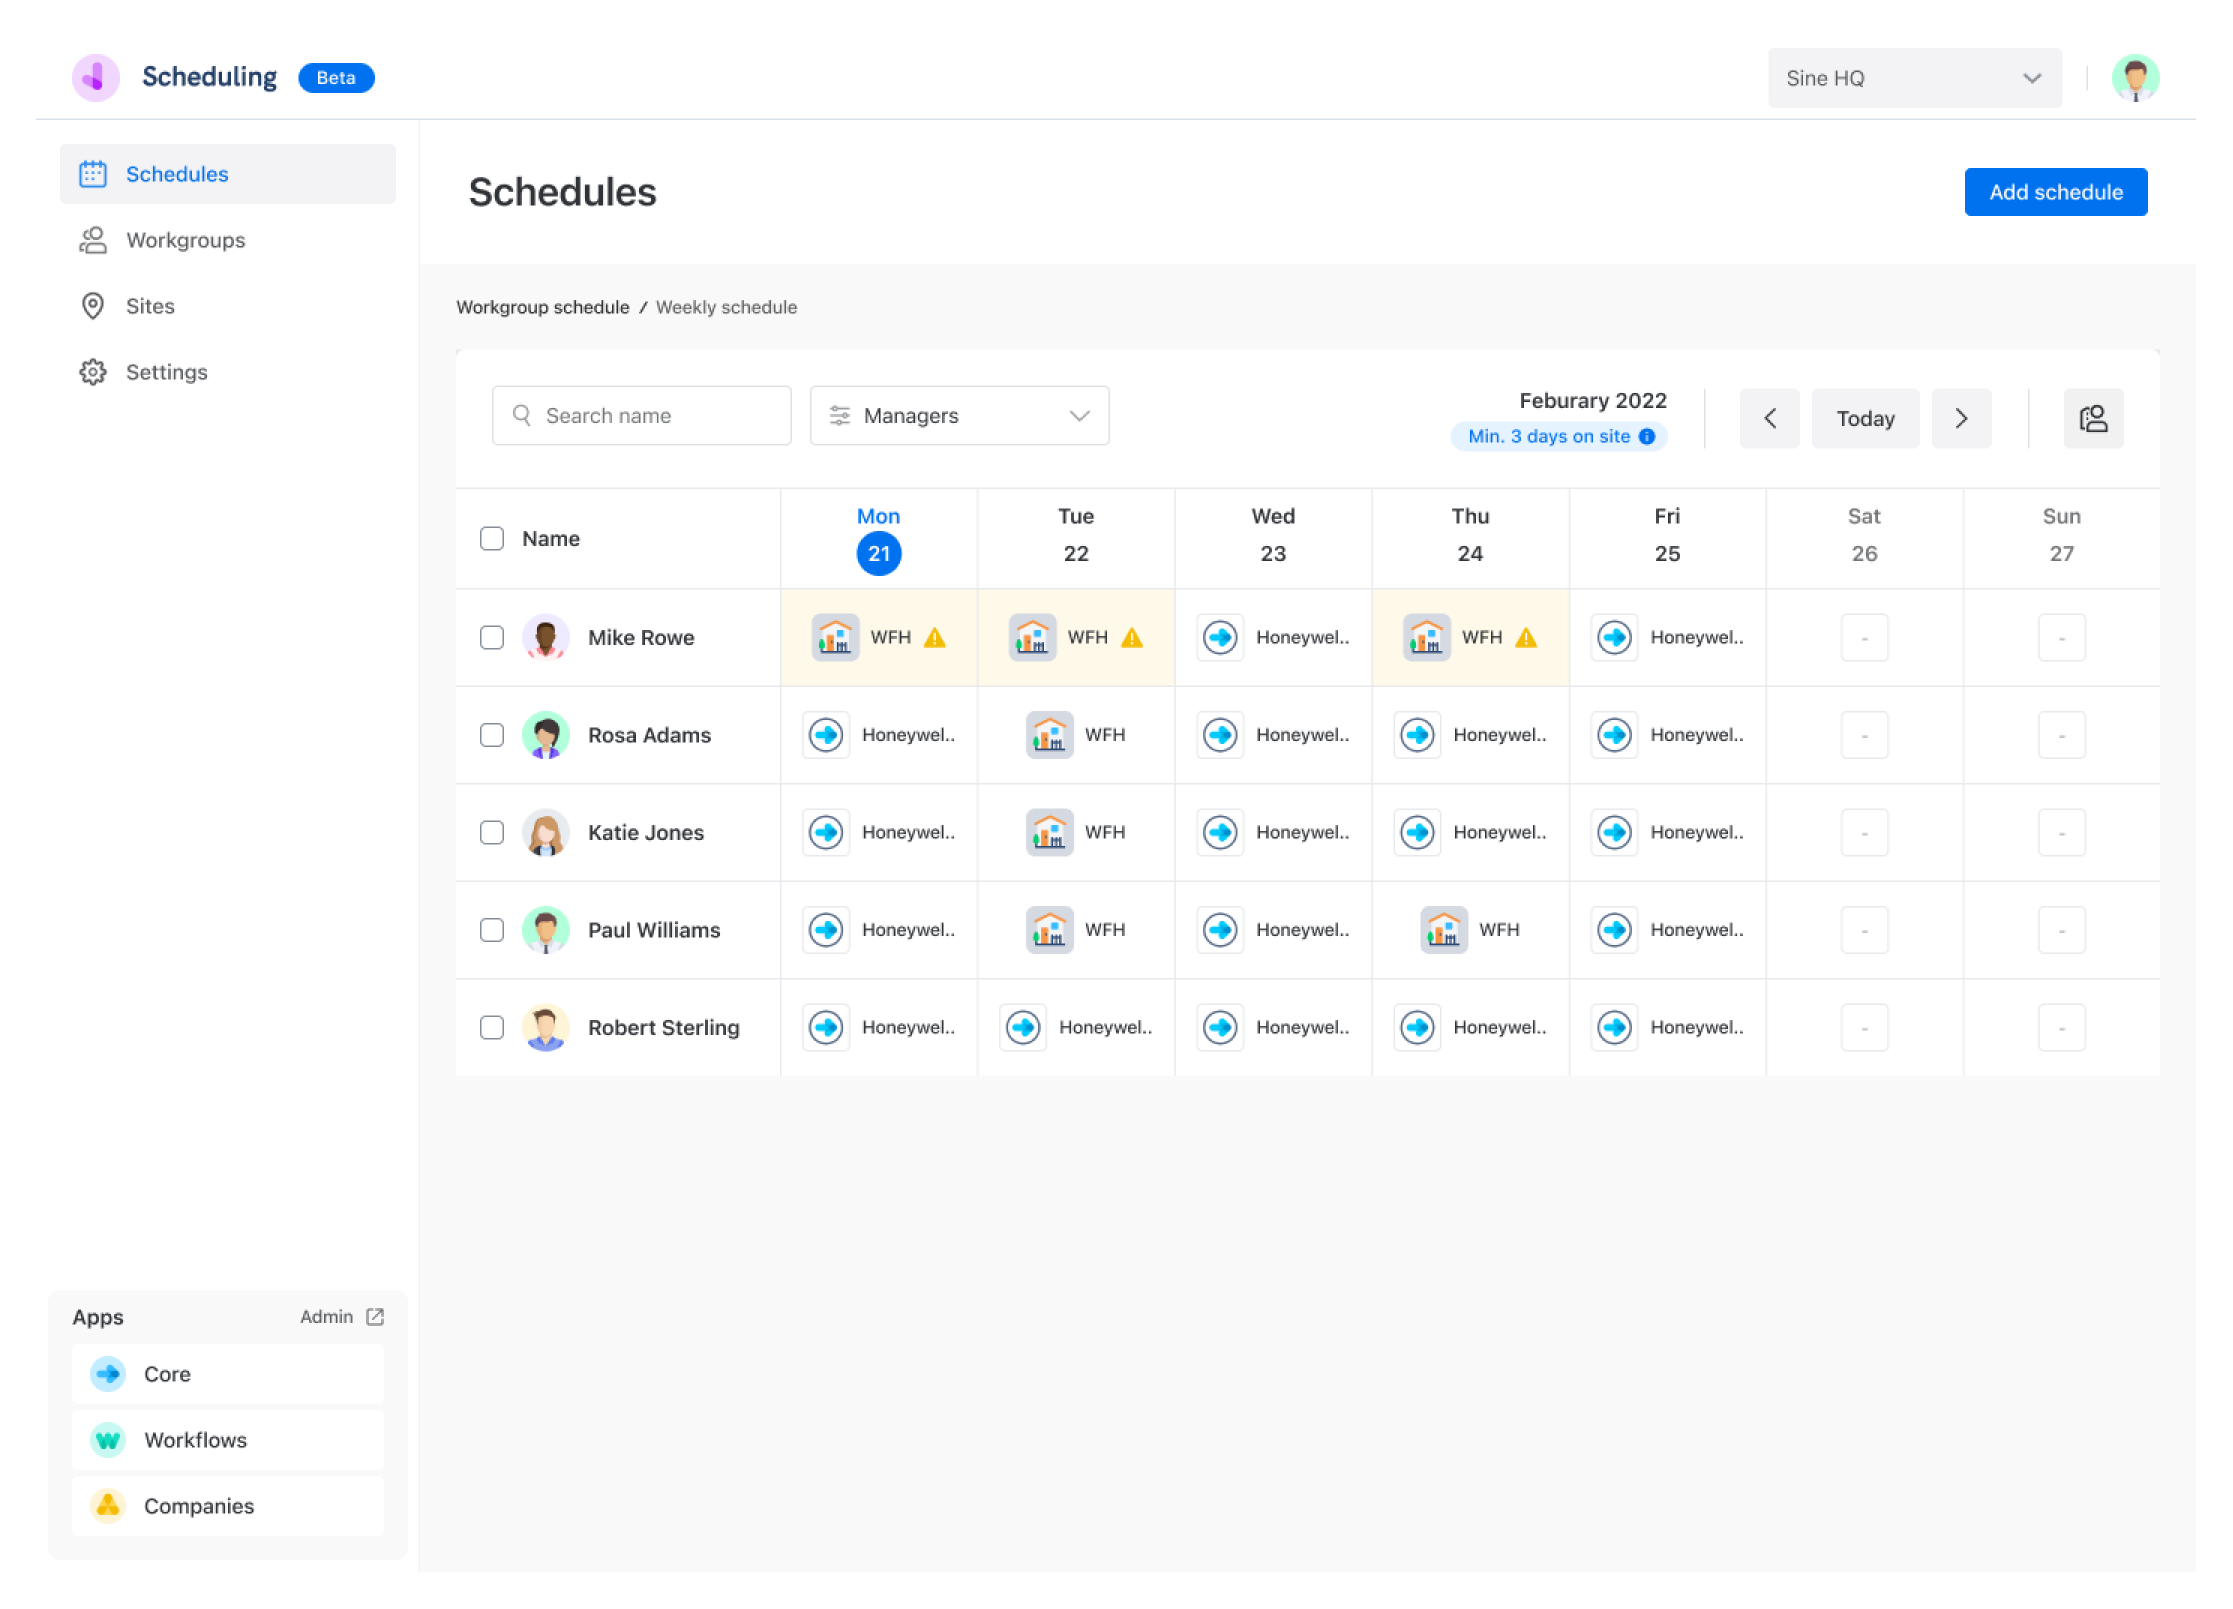 Scheduling Beta
Sine HQ
Schedules
Workgroups
Sites
Settings
Schedules
Add schedule
Workgroup schedule / Weekly schedule
Search name
Managers
Feburary 2022
Min. 3 days on site
Today
Name Mon 21 Tue 22 Wed 23 Thu 24 Fri 25 Sat 26 Sun 27
Mike Rowe WFH WFH Honeywel.. WFH Honeywel.. - -
Rosa Adams Honeywel.. WFH Honeywel.. Honeywel.. Honeywel.. - -
Katie Jones Honeywel.. WFH Honeywel.. Honeywel.. Honeywel.. - -
Paul Williams Honeywel.. WFH Honeywel.. WFH Honeywel.. - -
Robert Sterling Honeywel.. Honeywel.. Honeywel.. Honeywel.. Honeywel.. - -
Apps Admin
Core
Workflows
Companies